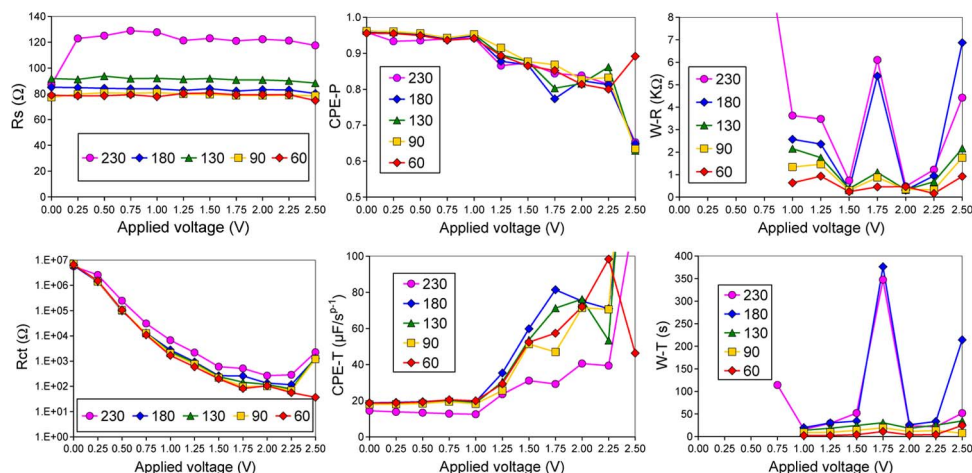 Rs (Ω)
140
120
100
80
60
40
20
0
230 180 130 90 60
0.00 0.25 0.50 0.75 1.00 1.25 1.50 1.75 2.00 2.25 2.50
Applied voltage (V)
CPE-P
1.0
0.9
0.8
0.7
0.6
0.5
230
180
130
90
60
0.00 0.25 0.50 0.75 1.00 1.25 1.50 1.75 2.00 2.25 2.50
Applied voltage (V)
W-R (KΩ)
8
7
6
5
4
3
2
1
0
230
180
130
90
60
0.00 0.25 0.50 0.75 1.00 1.25 1.50 1.75 2.00 2.25 2.50
Applied voltage (V)
Rct (Ω)
1.E+07
1.E+06
1.E+05
1.E+04
1.E+03
1.E+02
1.E+01
1.E+00
230 180 130 90 60
0.00 0.25 0.50 0.75 1.00 1.25 1.50 1.75 2.00 2.25 2.50
Applied voltage (V)
CPE-T (µF/sᴾ⁻¹)
100
80
60
40
20
0
230
180
130
90
60
0.00 0.25 0.50 0.75 1.00 1.25 1.50 1.75 2.00 2.25 2.50
Applied voltage (V)
W-T (s)
400
350
300
250
200
150
100
50
0
230
180
130
90
60
0.00 0.25 0.50 0.75 1.00 1.25 1.50 1.75 2.00 2.25 2.50
Applied voltage (V)